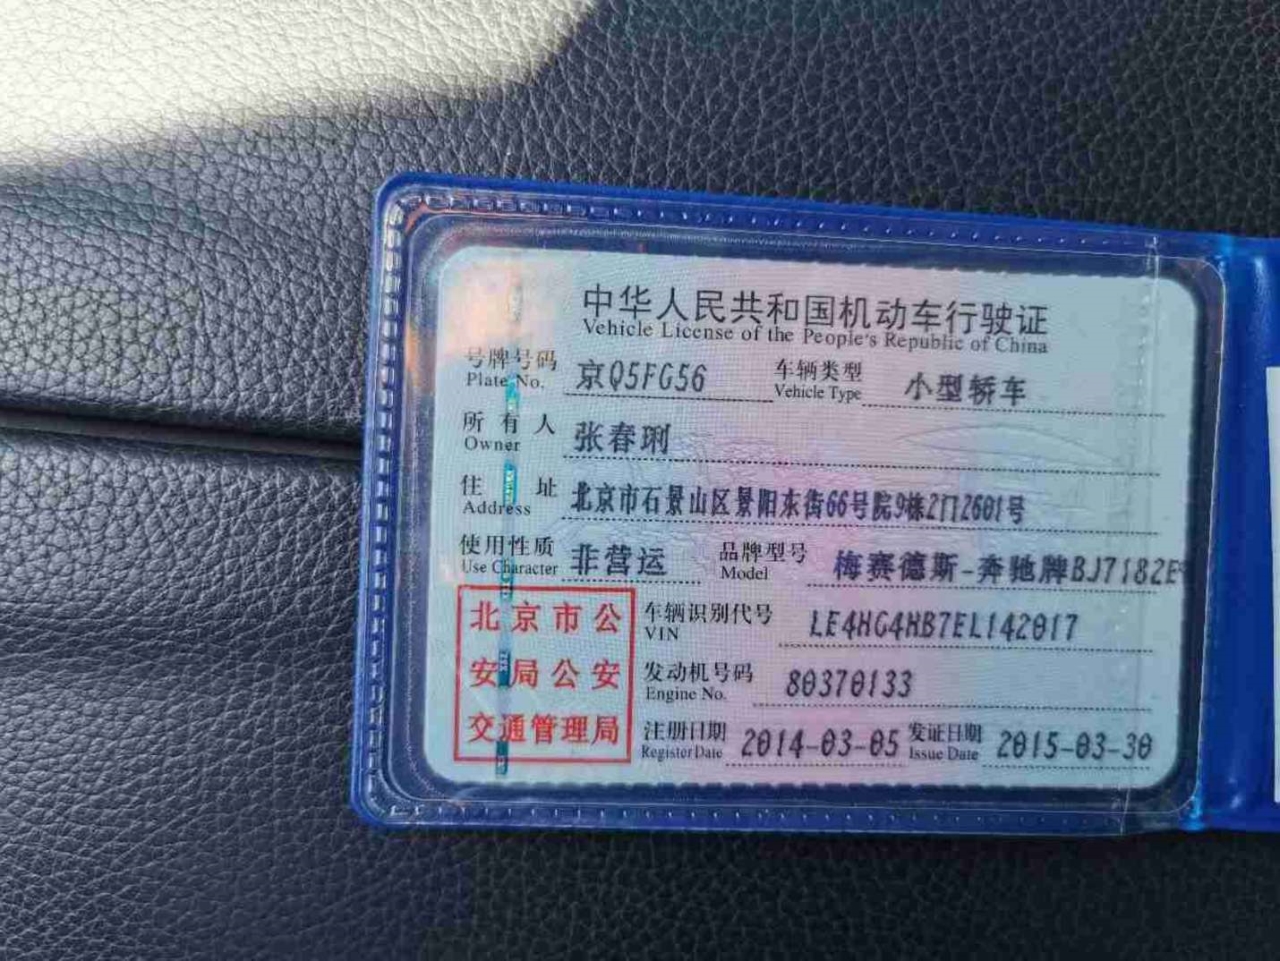 中华人民共和国机动车行驶证
Vehicle License of the People's Republic of China
号牌号码 京Q5FG56 车辆类型 小型轿车
Plate No. Vehicle Type
所有人 张春琍
Owner
住址 北京市石景山区景阳东街66号院9栋2门2601号
Address
使用性质 非营运 品牌型号 梅赛德斯-奔驰牌BJ7182E
Use Character Model
北京市公 车辆识别代号 LE4HG4HB7EL142017
VIN
安局公安 发动机号码 80370133
Engine No.
交通管理局 注册日期 2014-03-05 发证日期 2015-03-30
Register Date Issue Date